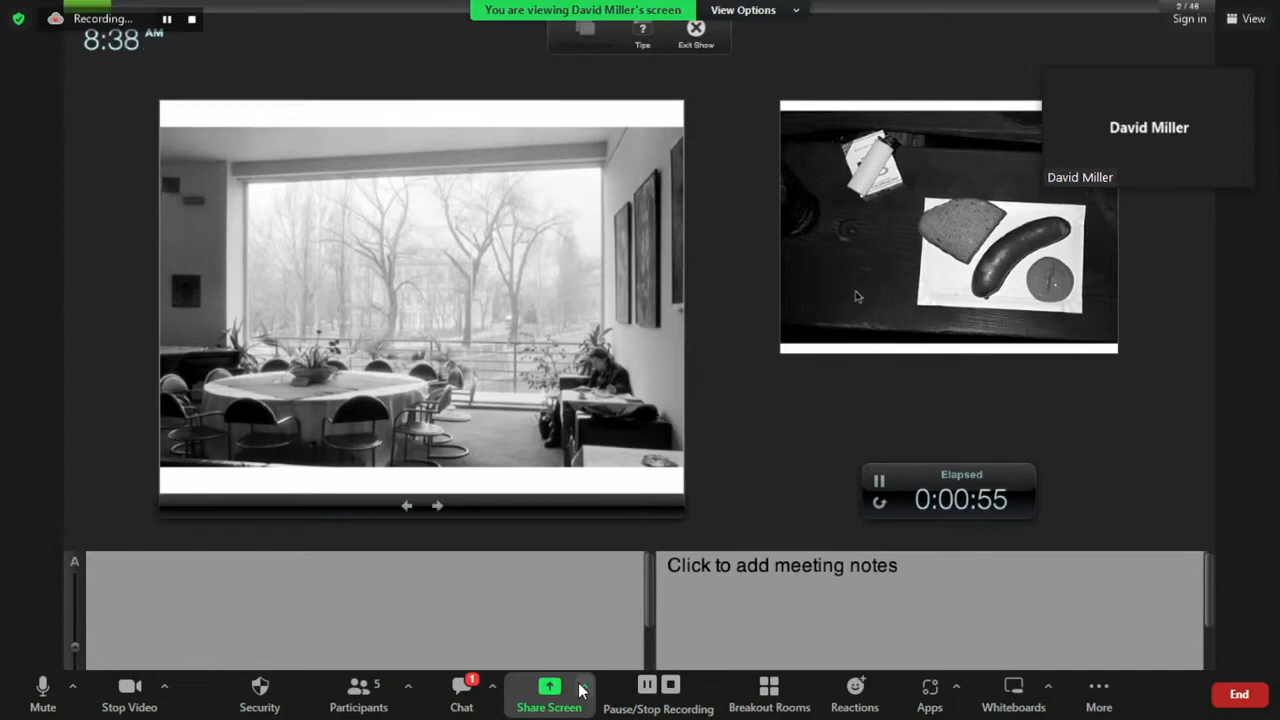 You are viewing David Miller's screen
View Options
Recording...
8:38 AM
Tips
Exit Show
2 / 46
Sign in
View
David Miller
David Miller
Elapsed
0:00:55
A
Click to add meeting notes
Mute
Stop Video
Security
5
Participants
1
Chat
Share Screen
Pause/Stop Recording
Breakout Rooms
Reactions
Apps
Whiteboards
More
End